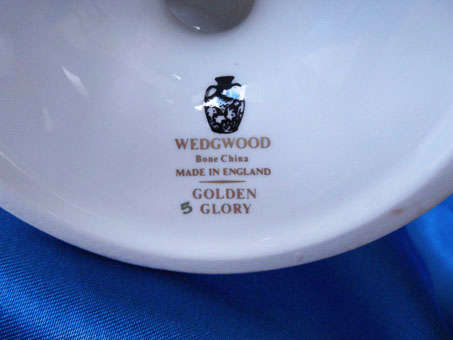 WEDGWOOD
Bone China
MADE IN ENGLAND
GOLDEN
5 GLORY